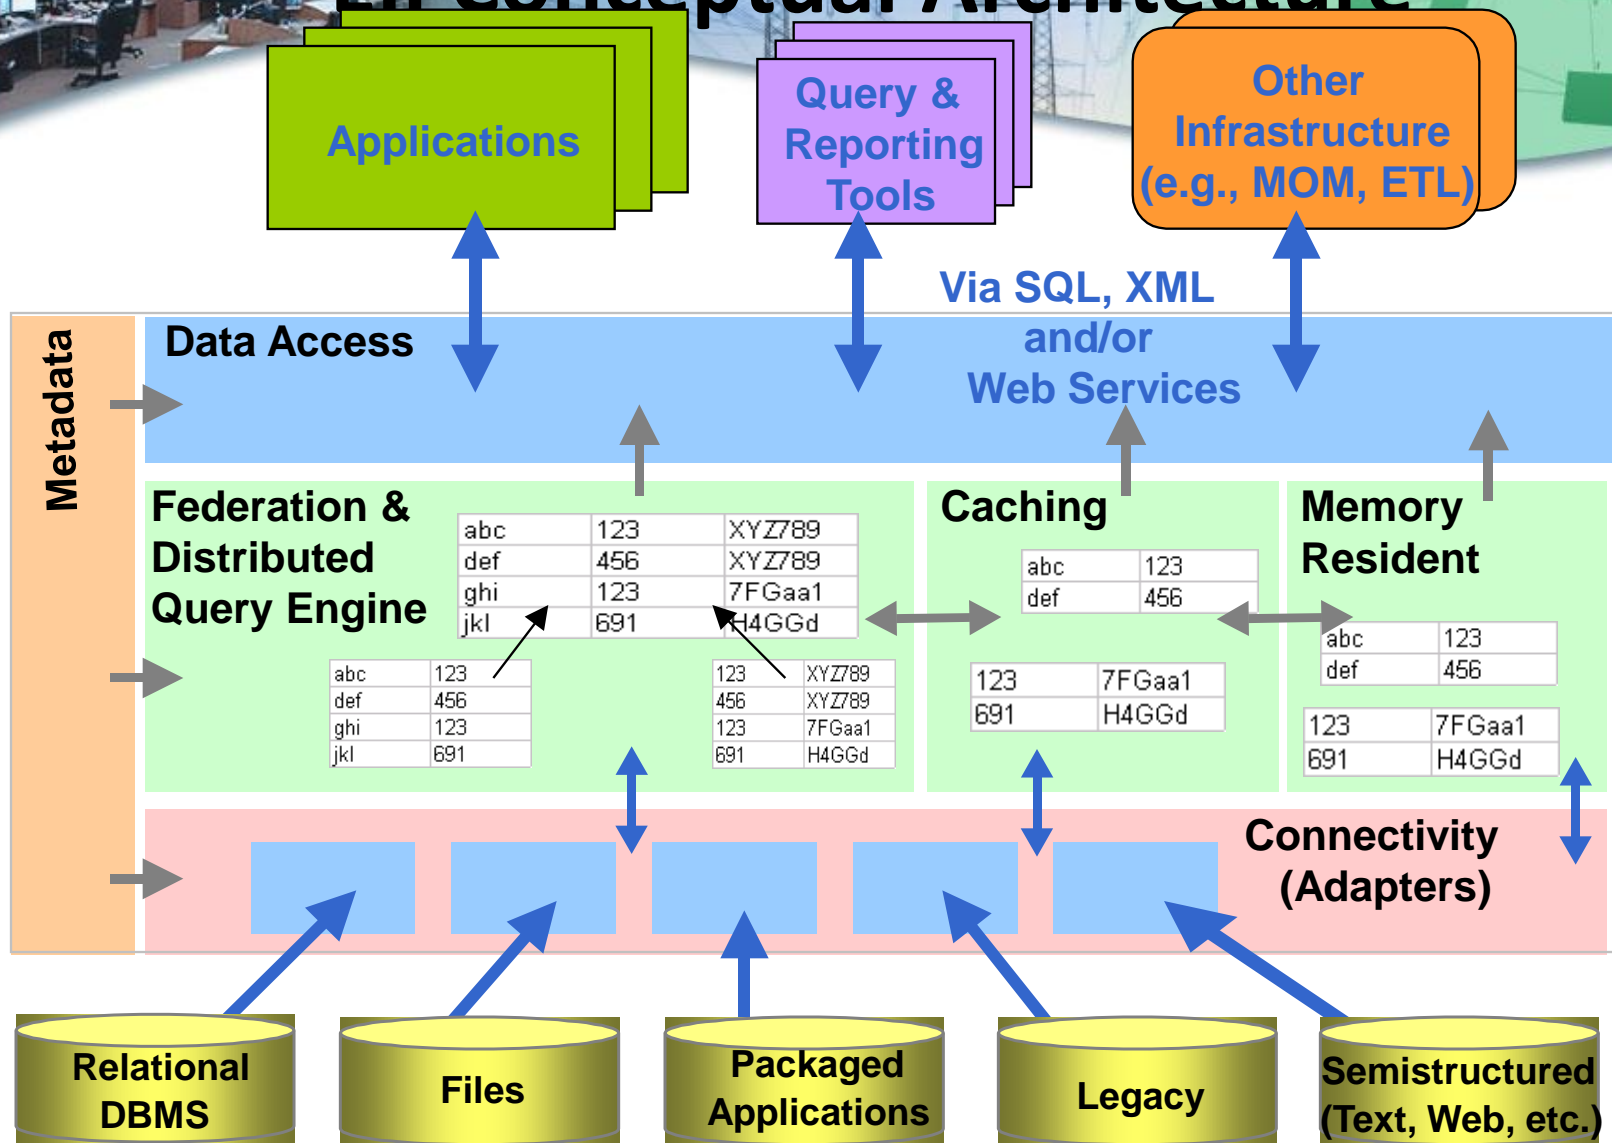 EII Conceptual Architecture
Applications
Query &
Reporting
Tools
Other
Infrastructure
(e.g., MOM, ETL)
Via SQL, XML
and/or
Web Services
Metadata
Data Access
Federation &
Distributed
Query Engine
abc 123 XYZ789
def 456 XYZ789
ghi 123 7FGaa1
jkl 691 H4GGd
abc 123
def 456
ghi 123
jkl 691
123 XYZ789
456 XYZ789
123 7FGaa1
691 H4GGd
Caching
abc 123
def 456
123 7FGaa1
691 H4GGd
Memory
Resident
abc 123
def 456
123 7FGaa1
691 H4GGd
Connectivity
(Adapters)
Relational
DBMS
Files
Packaged
Applications
Legacy
Semistructured
(Text, Web, etc.)